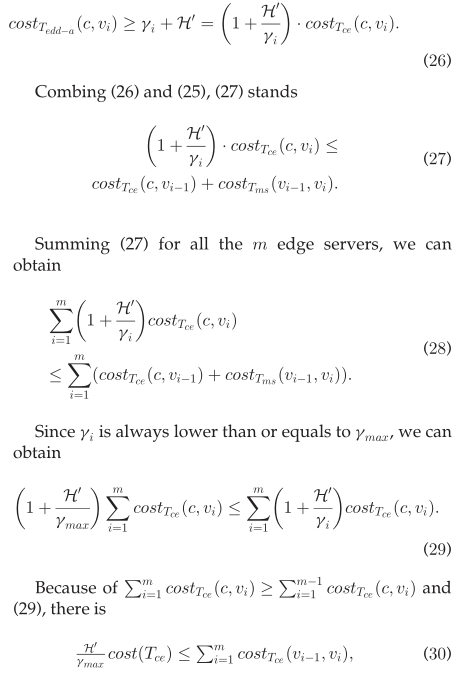 cost_{T_{edd-a}}(c, v_i) ≥ γ_i + ℋ′ = (1 + ℋ′/γ_i) · cost_{T_{ce}}(c, v_i).
(26)
Combing (26) and (25), (27) stands
(1 + ℋ′/γ_i) · cost_{T_{ce}}(c, v_i) ≤
(27)
cost_{T_{ce}}(c, v_{i−1}) + cost_{T_{ms}}(v_{i−1}, v_i).
Summing (27) for all the m edge servers, we can
obtain
∑_{i=1}^{m} (1 + ℋ′/γ_i) cost_{T_{ce}}(c, v_i)
(28)
≤ ∑_{i=1}^{m} (cost_{T_{ce}}(c, v_{i−1}) + cost_{T_{ms}}(v_{i−1}, v_i)).
Since γ_i is always lower than or equals to γ_{max}, we can
obtain
(1 + ℋ′/γ_{max}) ∑_{i=1}^{m} cost_{T_{ce}}(c, v_i) ≤ ∑_{i=1}^{m} (1 + ℋ′/γ_i) cost_{T_{ce}}(c, v_i).
(29)
Because of ∑_{i=1}^{m} cost_{T_{ce}}(c, v_i) ≥ ∑_{i=1}^{m−1} cost_{T_{ce}}(c, v_i) and
(29), there is
ℋ′/γ_{max} cost(T_{ce}) ≤ ∑_{i=1}^{m} cost_{T_{ce}}(v_{i−1}, v_i), (30)